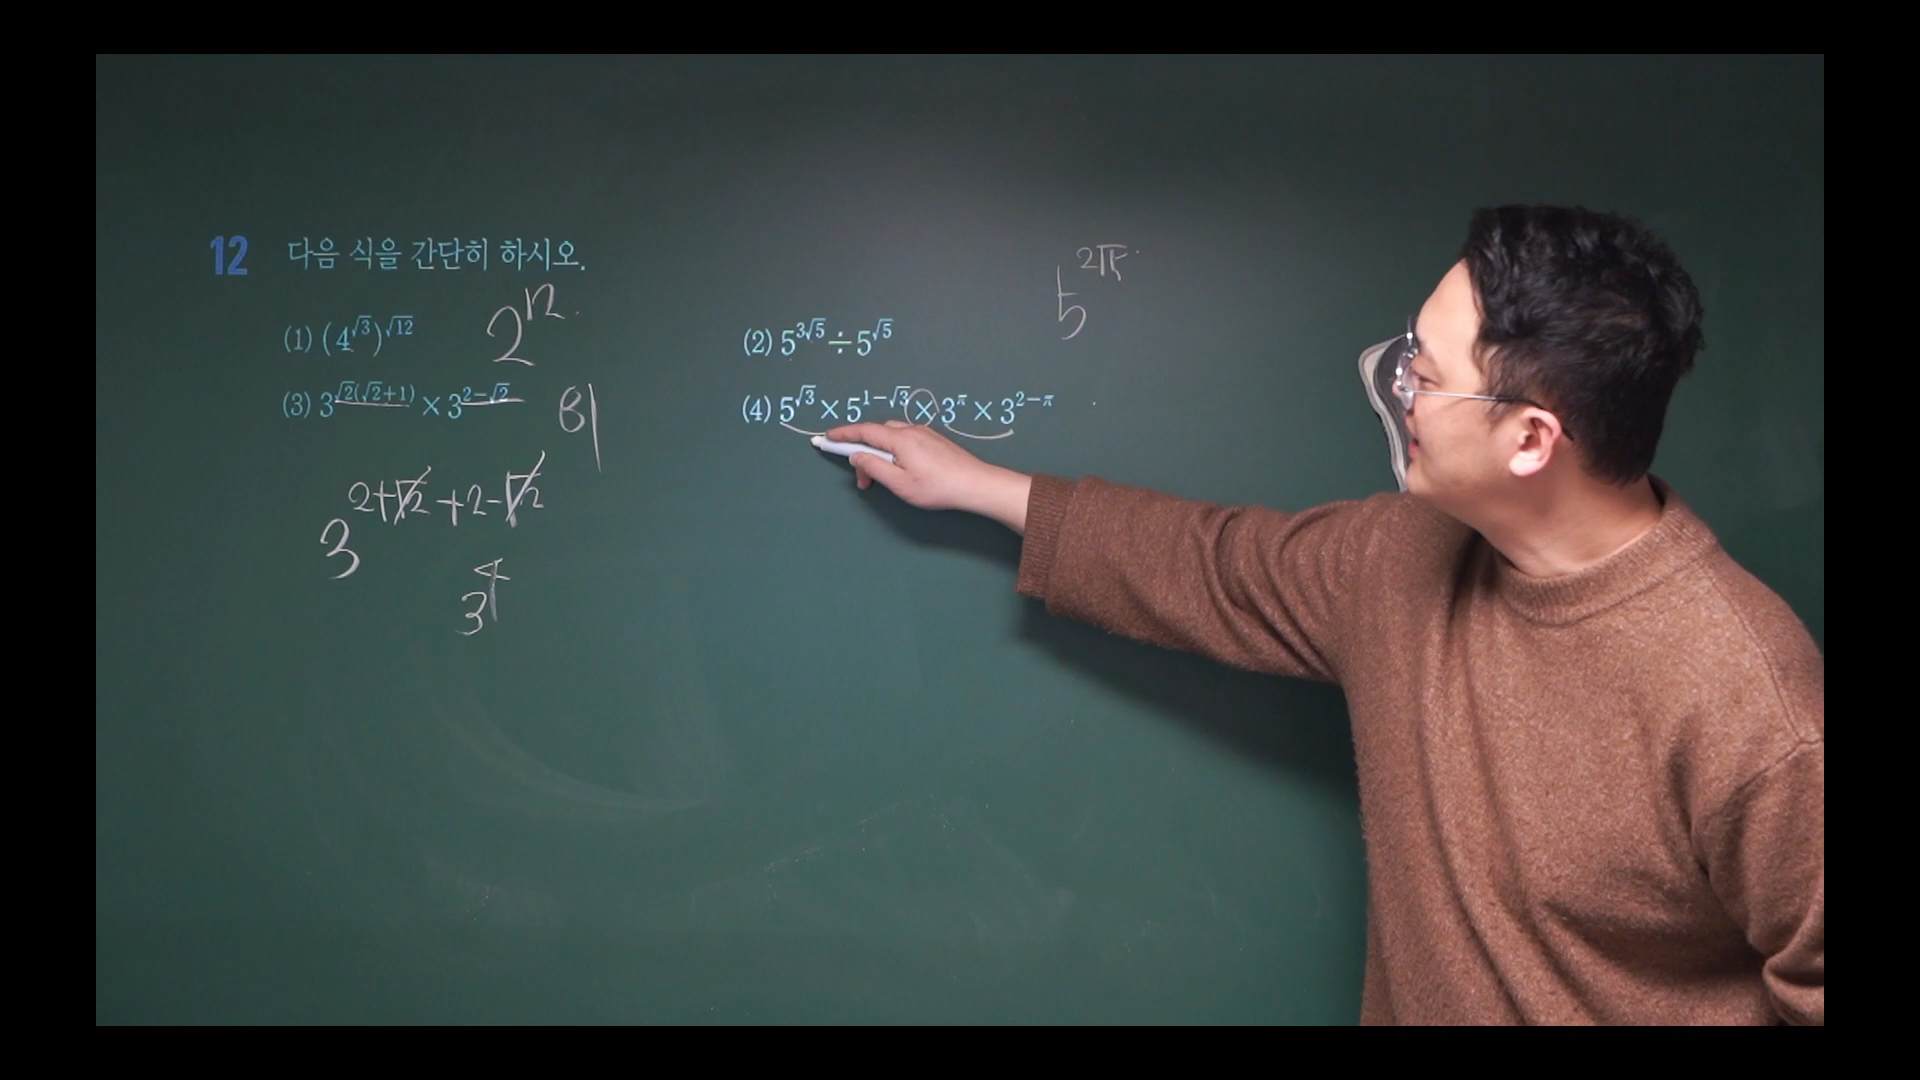 12 다음 식을 간단히 하시오.
(1) (4^√3)^√12 2^12
(2) 5^3√5 ÷ 5^√5 5^2√5
(3) 3^√2(√2+1) × 3^2-√2 81
(4) 5^√3 × 5^1-√3 × 3^π × 3^2-π
3^2+√2+2-√2
3^4